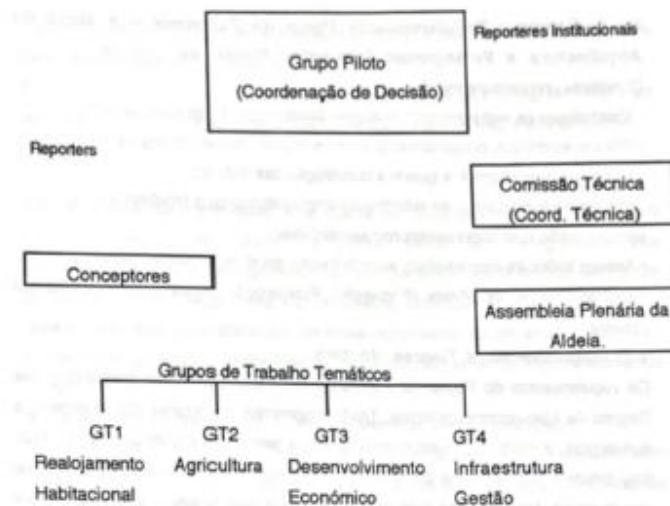 Reporteres Institucionais
Grupo Piloto
(Coordenação de Decisão)
Reporters
Comissão Técnica
(Coord. Técnica)
Conceptores
Assembleia Plenária da
Aldeia.
Grupos de Trabalho Temáticos
GT1
GT2
GT3
GT4
Realojamento
Agricultura
Desenvolvimento
Infraestrutura
Habitacional
Económico
Gestão